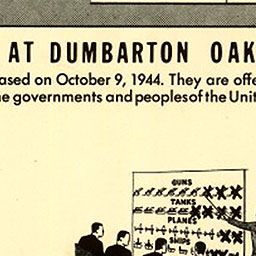 AT DUMBARTON OAK
ased on October 9, 1944. They are offe
e governments and peoples of the Unit
GUNS
TANKS
PLANES
SHIPS